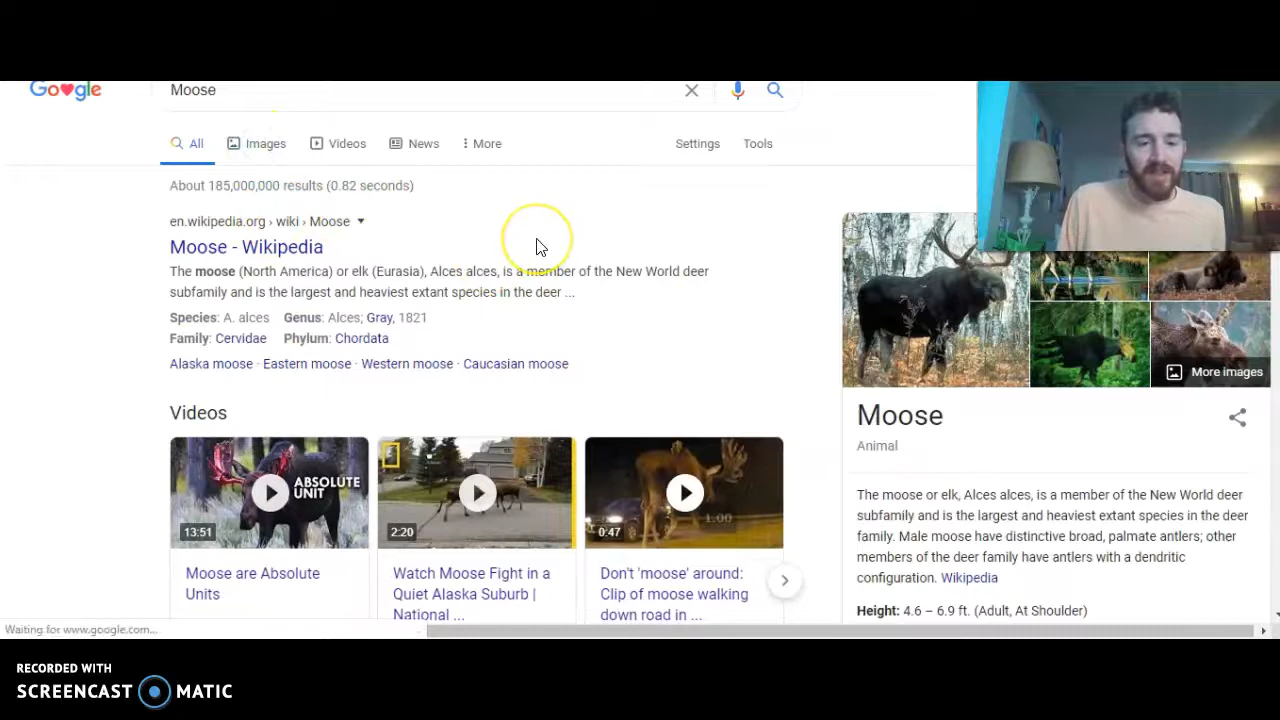 Google
Moose
All
Images
Videos
News
More
Settings
Tools
About 185,000,000 results (0.82 seconds)
en.wikipedia.org › wiki › Moose
Moose - Wikipedia
The moose (North America) or elk (Eurasia), Alces alces, is a member of the New World deer
subfamily and is the largest and heaviest extant species in the deer ...
Species: A. alces Genus: Alces; Gray, 1821
Family: Cervidae Phylum: Chordata
Alaska moose · Eastern moose · Western moose · Caucasian moose
Videos
ABSOLUTE
UNIT
13:51
2:20
1.00
0:47
Moose are Absolute
Units
Watch Moose Fight in a
Quiet Alaska Suburb |
National ...
Don't 'moose' around:
Clip of moose walking
down road in ...
More images
Moose
Animal
The moose or elk, Alces alces, is a member of the New World deer
subfamily and is the largest and heaviest extant species in the deer
family. Male moose have distinctive broad, palmate antlers; other
members of the deer family have antlers with a dendritic
configuration. Wikipedia
Height: 4.6 – 6.9 ft. (Adult, At Shoulder)
Waiting for www.google.com...
RECORDED WITH
SCREENCAST MATIC